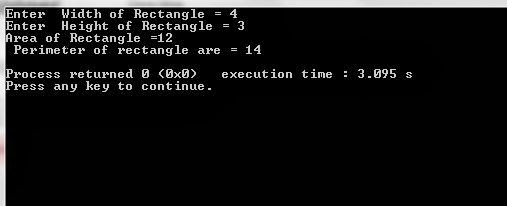 Enter  Width of Rectangle = 4
Enter  Height of Rectangle = 3
Area of Rectangle =12
 Perimeter of rectangle are = 14
Process returned 0 (0x0)   execution time : 3.095 s
Press any key to continue.